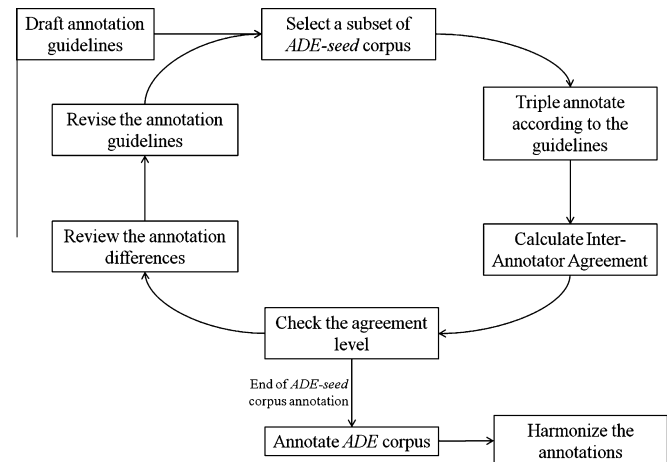 Draft annotation
guidelines
Select a subset of
ADE-seed corpus
Triple annotate
according to the
guidelines
Revise the annotation
guidelines
Review the annotation
differences
Calculate Inter-
Annotator Agreement
Check the agreement
level
End of ADE-seed
corpus annotation
Annotate ADE corpus
Harmonize the
annotations